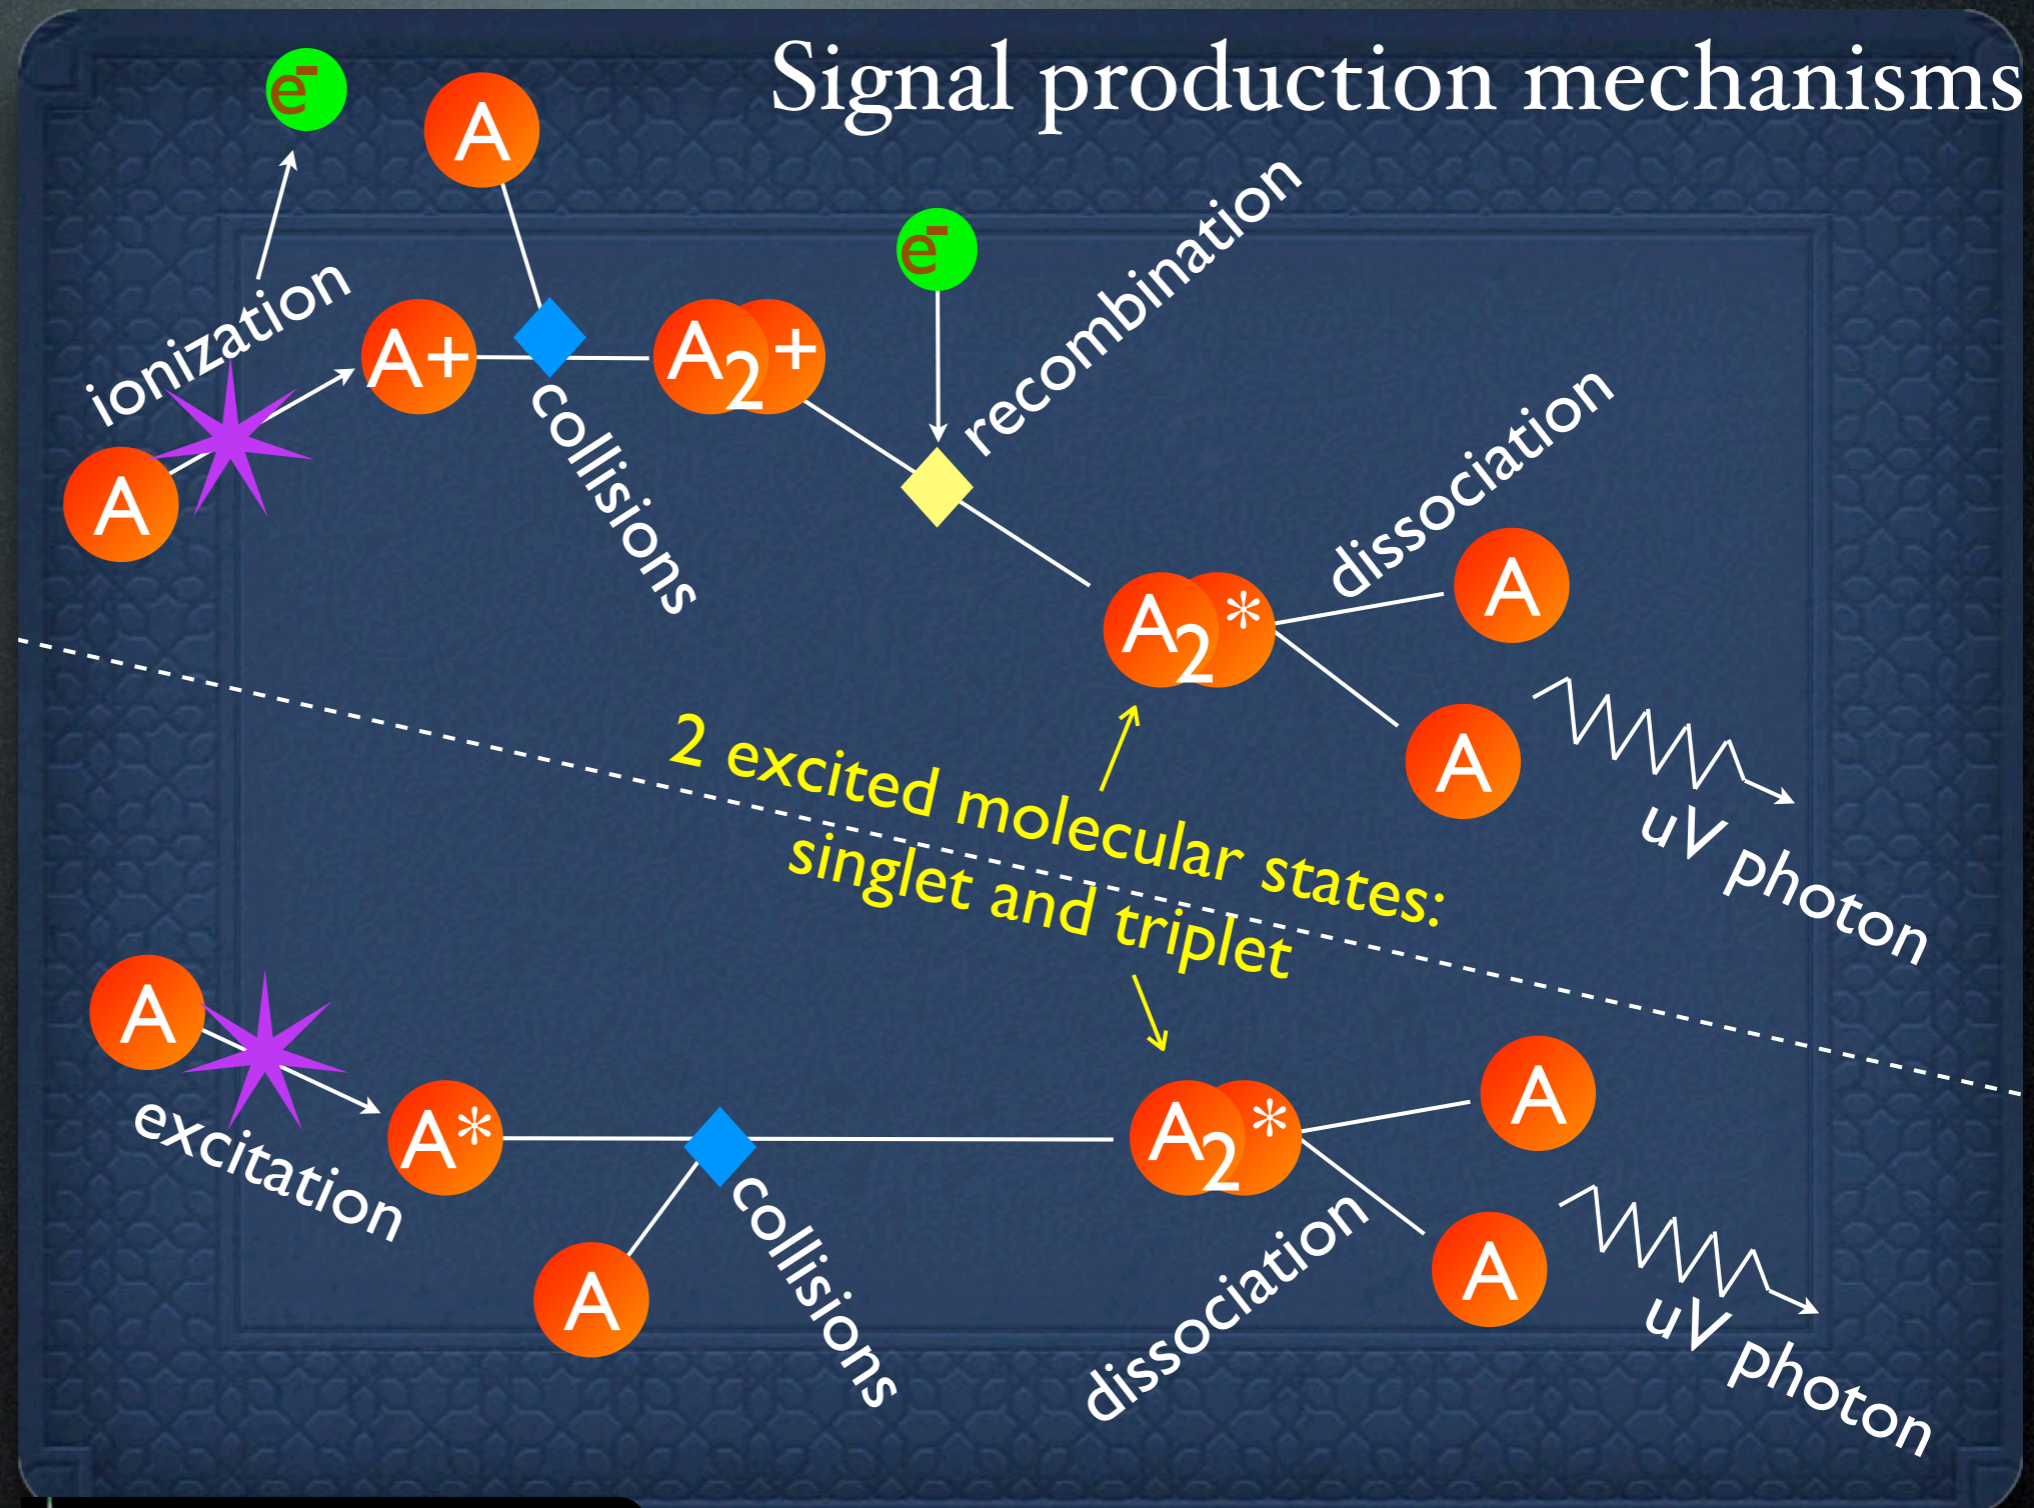 Signal production mechanisms
e-
A
ionization
A+
A
collisions
A2+
e-
recombination
A2*
dissociation
A
A
uV photon
2 excited molecular states:
singlet and triplet
A
excitation
A*
A
collisions
A2*
dissociation
A
A
uV photon